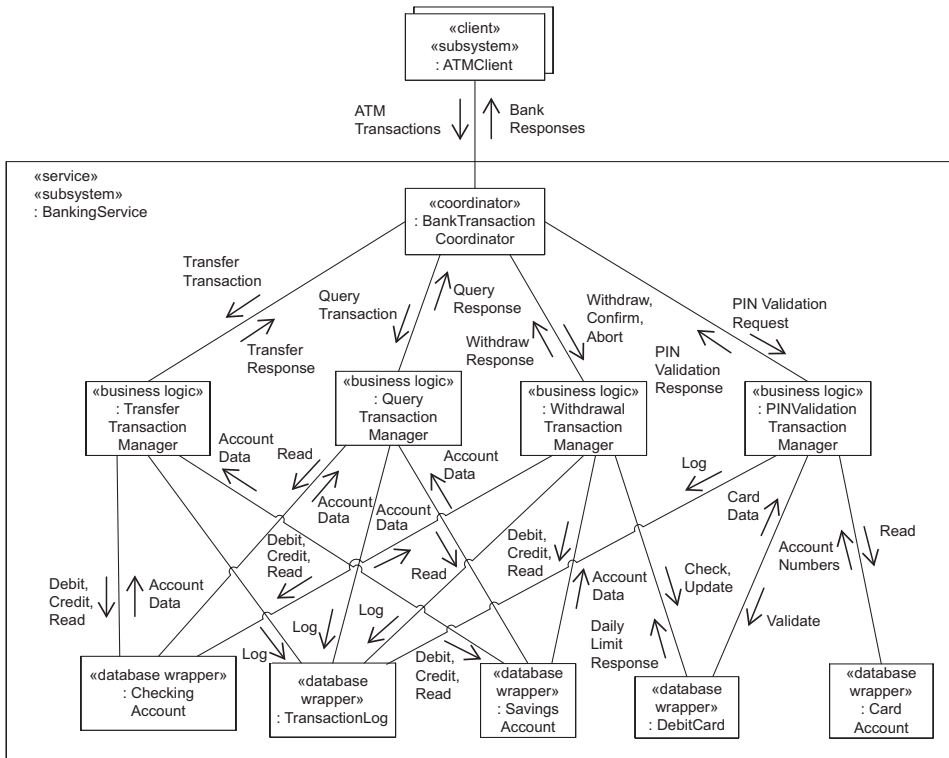 «client»
«subsystem»
: ATMClient
ATM
Transactions
Bank
Responses
«service»
«subsystem»
: BankingService
«coordinator»
: BankTransaction
Coordinator
Transfer
Transaction
Transfer
Response
Query
Transaction
Query
Response
Withdraw
Response
Withdraw,
Confirm,
Abort
PIN
Validation
Response
PIN Validation
Request
«business logic»
: Transfer
Transaction
Manager
«business logic»
: Query
Transaction
Manager
«business logic»
: Withdrawal
Transaction
Manager
«business logic»
: PINValidation
Transaction
Manager
Account
Data
Read
Account
Data
Account
Data
Account
Data
Log
Card
Data
Debit,
Credit,
Read
Account
Data
Debit,
Credit,
Read
Read
Debit,
Credit,
Read
Account
Data
Check,
Update
Account
Numbers
Read
Log
Log
Log
Debit,
Credit,
Read
Daily
Limit
Response
Validate
«database wrapper»
: Checking
Account
«database
wrapper»
: TransactionLog
«database
wrapper»
: Savings
Account
«database
wrapper»
: DebitCard
«database
wrapper»
: Card
Account